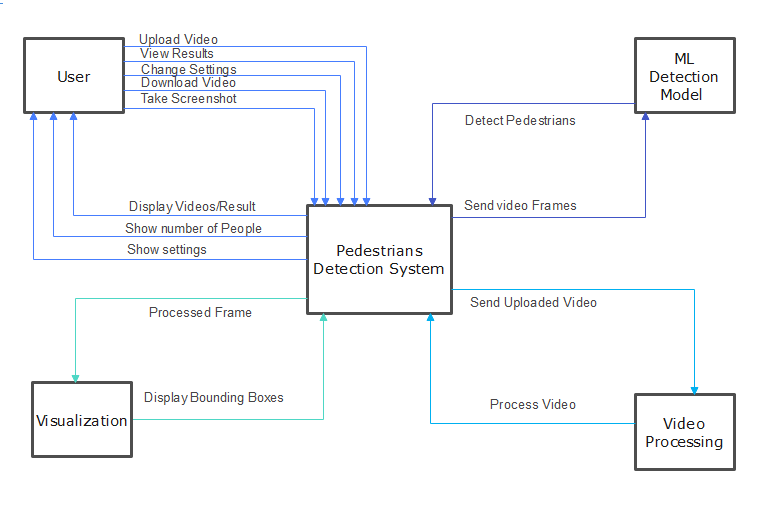 Upload Video
View Results
Change Settings
Download Video
Take Screenshot
User
ML
Detection
Model
Detect Pedestrians
Display Videos/Result
Show number of People
Show settings
Send video Frames
Pedestrians
Detection System
Processed Frame
Send Uploaded Video
Display Bounding Boxes
Process Video
Visualization
Video
Processing